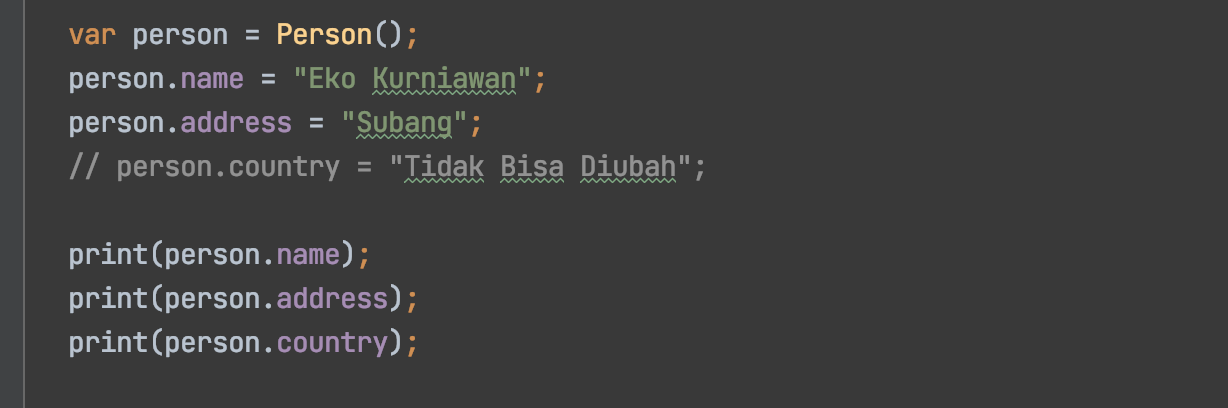 var person = Person();
person.name = "Eko Kurniawan";
person.address = "Subang";
// person.country = "Tidak Bisa Diubah";
print(person.name);
print(person.address);
print(person.country);